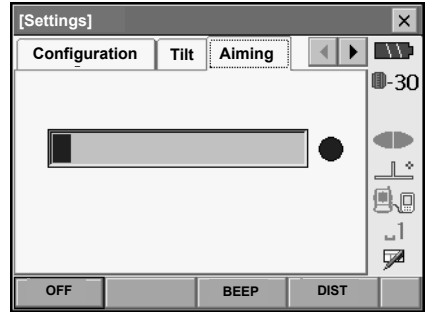 [Settings]
Configuration Tilt Aiming
-30
1
OFF BEEP DIST